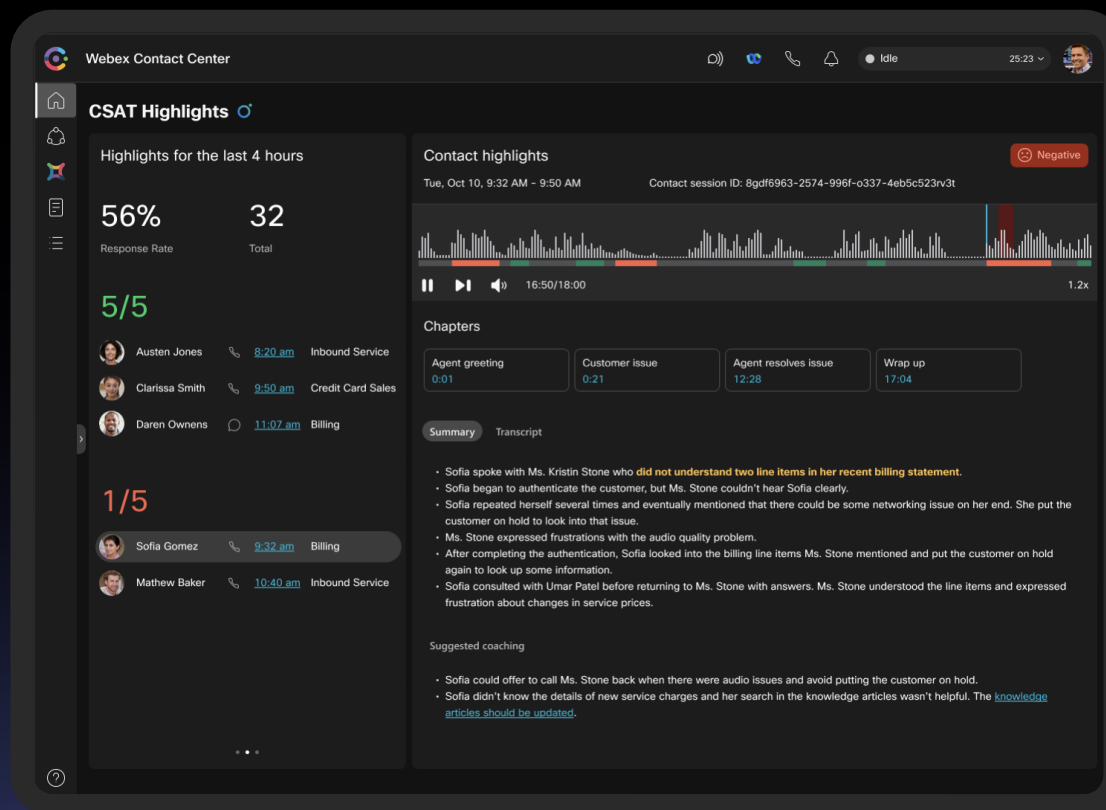 Webex Contact Center
Idle
25:23
CSAT Highlights
Highlights for the last 4 hours
56%
32
Response Rate
Total
5/5
Austen Jones 8:20 am Inbound Service
Clarissa Smith 9:50 am Credit Card Sales
Daren Ownens 11:07 am Billing
1/5
Sofia Gomez 9:32 am Billing
Mathew Baker 10:40 am Inbound Service
Contact highlights
Negative
Tue, Oct 10, 9:32 AM - 9:50 AM
Contact session ID: 8gdf6963-2574-996f-o337-4eb5c523rv3t
16:50/18:00
1.2x
Chapters
Agent greeting
0:01
Customer issue
0:21
Agent resolves issue
12:28
Wrap up
17:04
Summary
Transcript
• Sofia spoke with Ms. Kristin Stone who did not understand two line items in her recent billing statement.
• Sofia began to authenticate the customer, but Ms. Stone couldn't hear Sofia clearly.
• Sofia repeated herself several times and eventually mentioned that there could be some networking issue on her end. She put the
customer on hold to look into that issue.
• Ms. Stone expressed frustrations with the audio quality problem.
• After completing the authentication, Sofia looked into the billing line items Ms. Stone mentioned and put the customer on hold
again to look up some information.
• Sofia consulted with Umar Patel before returning to Ms. Stone with answers. Ms. Stone understood the line items and expressed
frustration about changes in service prices.
Suggested coaching
• Sofia could offer to call Ms. Stone back when there were audio issues and avoid putting the customer on hold.
• Sofia didn't know the details of new service charges and her search in the knowledge articles wasn't helpful. The knowledge
articles should be updated.